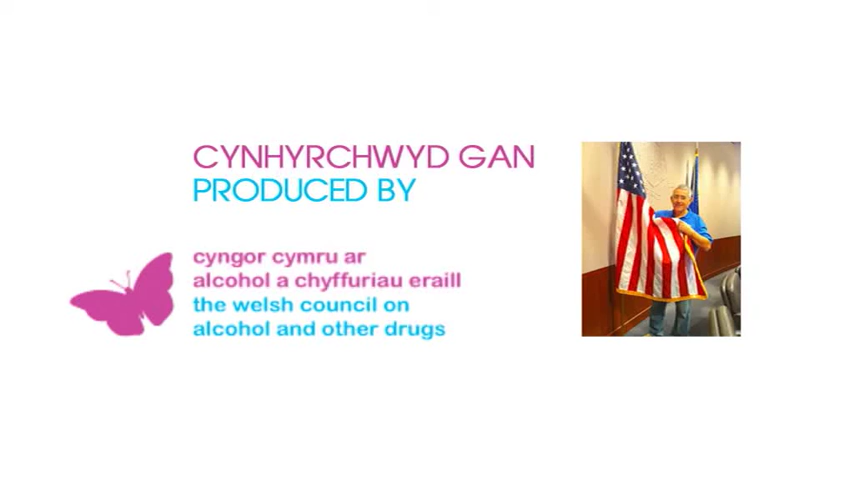 CYNHYRCHWYD GAN
PRODUCED BY
cyngor cymru ar
alcohol a chyffuriau eraill
the welsh council on
alcohol and other drugs